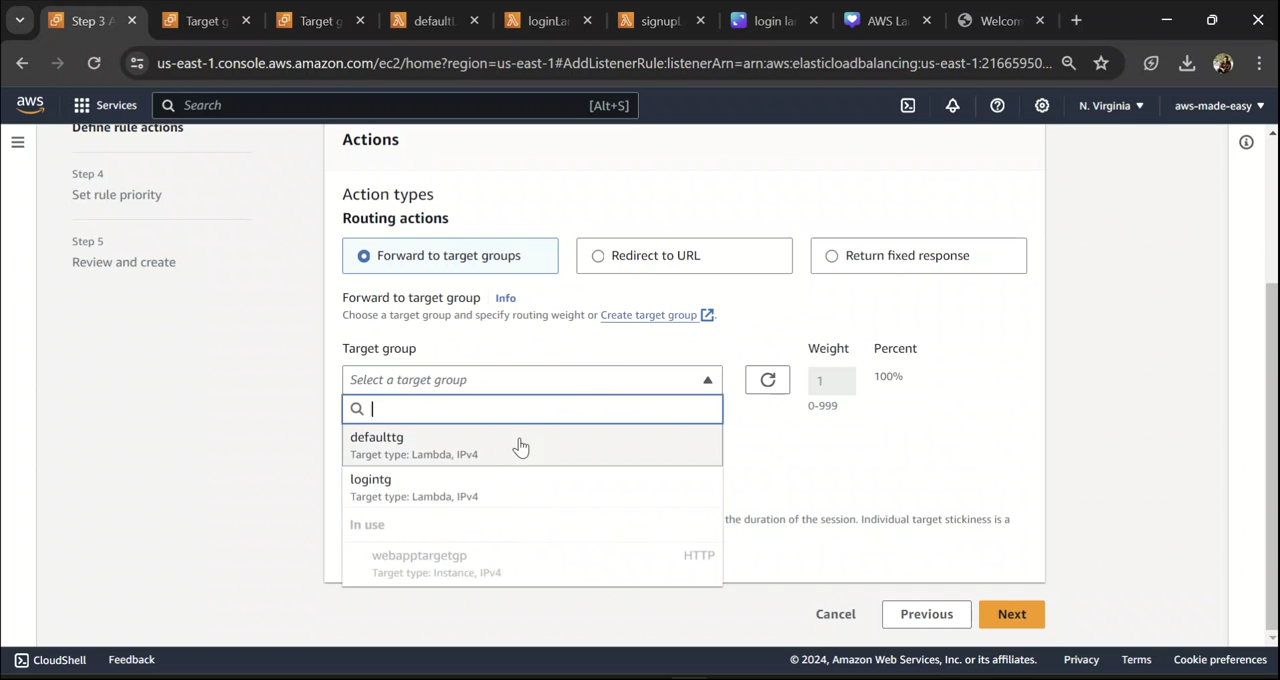 Step 3 A
Target g
Target g
defaultL
loginLa
signupL
login la
AWS La
Welcom
us-east-1.console.aws.amazon.com/ec2/home?region=us-east-1#AddListenerRule:listenerArn=arn:aws:elasticloadbalancing:us-east-1:21665950...
aws
Services
Search
[Alt+S]
N. Virginia
aws-made-easy
Define rule actions
Step 4
Set rule priority
Step 5
Review and create
Actions
Action types
Routing actions
Forward to target groups
Redirect to URL
Return fixed response
Forward to target group Info
Choose a target group and specify routing weight or Create target group.
Target group
Weight
Percent
Select a target group
1
100%
0-999
defaulttg
Target type: Lambda, IPv4
logintg
Target type: Lambda, IPv4
In use
the duration of the session. Individual target stickiness is a
webapptargetgp
HTTP
Target type: Instance, IPv4
Cancel
Previous
Next
CloudShell
Feedback
© 2024, Amazon Web Services, Inc. or its affiliates.
Privacy
Terms
Cookie preferences